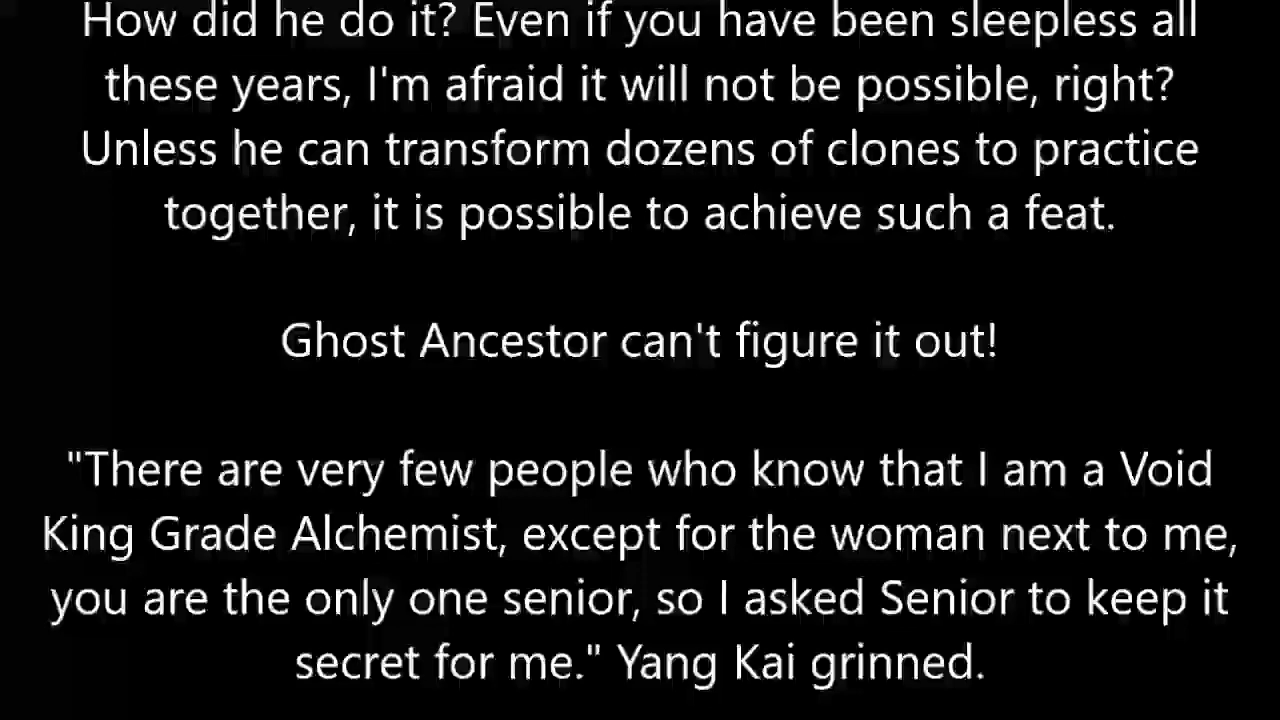 How did he do it? Even if you have been sleepless all
these years, I'm afraid it will not be possible, right?
Unless he can transform dozens of clones to practice
together, it is possible to achieve such a feat.
Ghost Ancestor can't figure it out!
"There are very few people who know that I am a Void
King Grade Alchemist, except for the woman next to me,
you are the only one senior, so I asked Senior to keep it
secret for me." Yang Kai grinned.